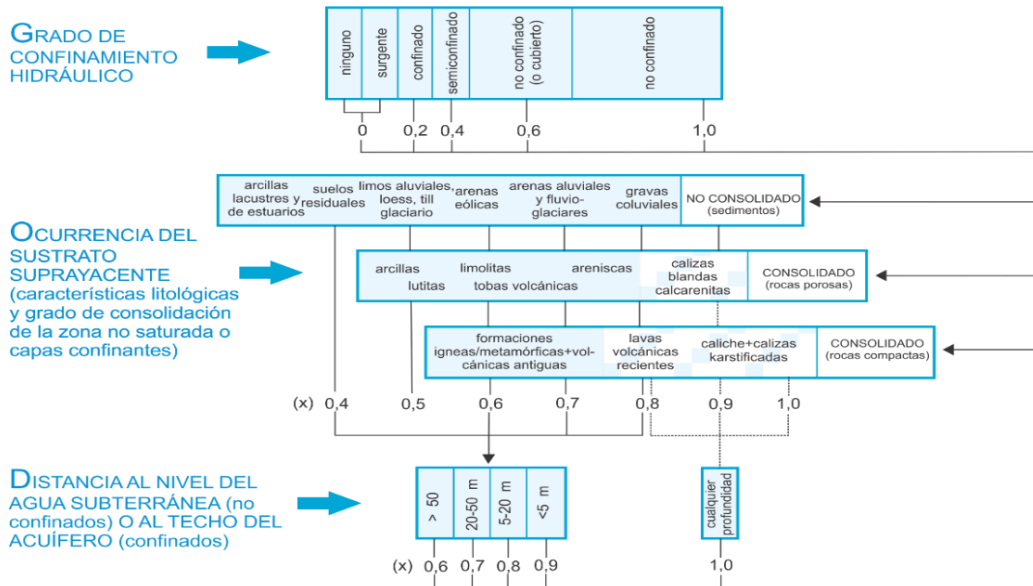 GRADO DE
CONFINAMIENTO
HIDRÁULICO
ninguno
surgente
confinado
semiconfinado
no confinado
(o cubierto)
no confinado
0
0,2
0,4
0,6
1,0
OCURRENCIA DEL
SUSTRATO
SUPRAYACENTE
(características litológicas
y grado de consolidación
de la zona no saturada o
capas confinantes)
arcillas
lacustres y
de estuarios
suelos
residuales
limos aluviales,
loess, till
glaciario
arenas
eólicas
arenas aluviales
y fluvio-
glaciares
gravas
coluviales
NO CONSOLIDADO
(sedimentos)
arcillas
lutitas
limolitas
tobas volcánicas
areniscas
calizas
blandas
calcarenitas
CONSOLIDADO
(rocas porosas)
formaciones
igneas/metamórficas+vol-
cánicas antiguas
lavas
volcánicas
recientes
caliche+calizas
karstificadas
CONSOLIDADO
(rocas compactas)
(x) 0,4 0,5 0,6 0,7 0,8 0,9 1,0
DISTANCIA AL NIVEL DEL
AGUA SUBTERRÁNEA (no
confinados) O AL TECHO DEL
ACUÍFERO (confinados)
> 50
20-50 m
5-20 m
<5 m
cualquier
profundidad
(x) 0,6 0,7 0,8 0,9 1,0